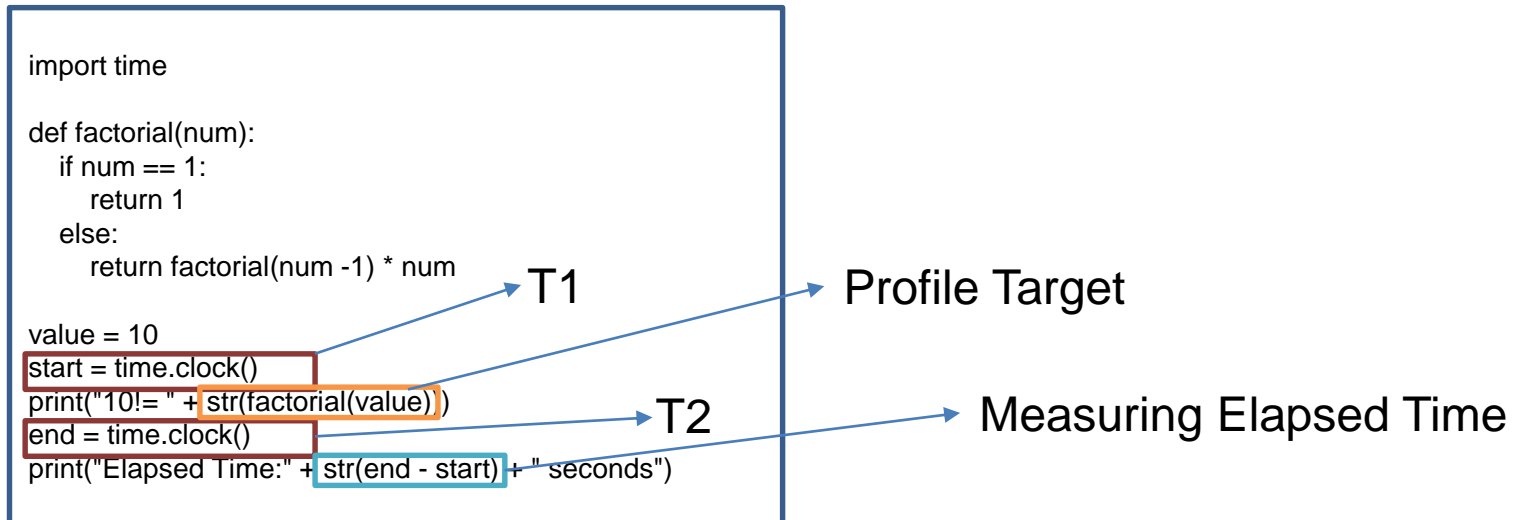 import time
def factorial(num):
if num == 1:
return 1
else:
return factorial(num -1) * num
T1
Profile Target
value = 10
start = time.clock()
print("10!= " + str(factorial(value)))
T2
Measuring Elapsed Time
end = time.clock()
print("Elapsed Time:" + str(end - start) + " seconds")